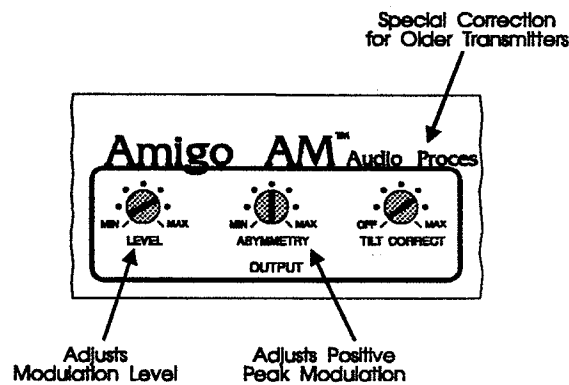 Special Correction
for Older Transmitters
Amigo AM™ Audio Proces
MIN MAX MIN MAX OFF MAX
LEVEL ASYMMETRY TILT CORRECT
OUTPUT
Adjusts
Modulation Level
Adjusts Positive
Peak Modulation